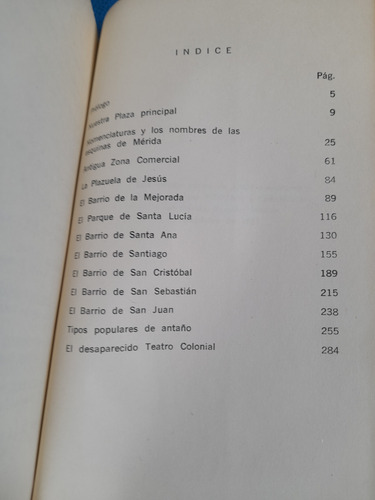 INDICE
Pág.
Prólogo 5
Nuestra Plaza principal 9
Nomenclaturas y los nombres de las
esquinas de Mérida 25
Antigua Zona Comercial 61
La Plazuela de Jesús 84
El Barrio de la Mejorada 89
El Parque de Santa Lucía 116
El Barrio de Santa Ana 130
El Barrio de Santiago 155
El Barrio de San Cristóbal 189
El Barrio de San Sebastián 215
El Barrio de San Juan 238
Tipos populares de antaño 255
El desaparecido Teatro Colonial 284